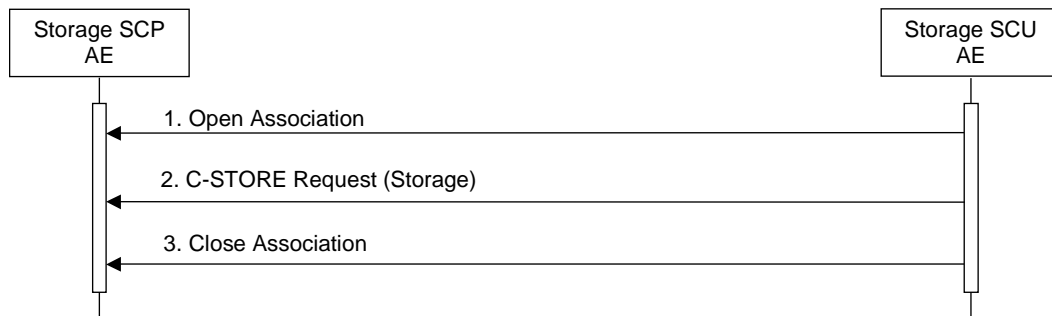 Storage SCP
AE
Storage SCU
AE
1. Open Association
2. C-STORE Request (Storage)
3. Close Association